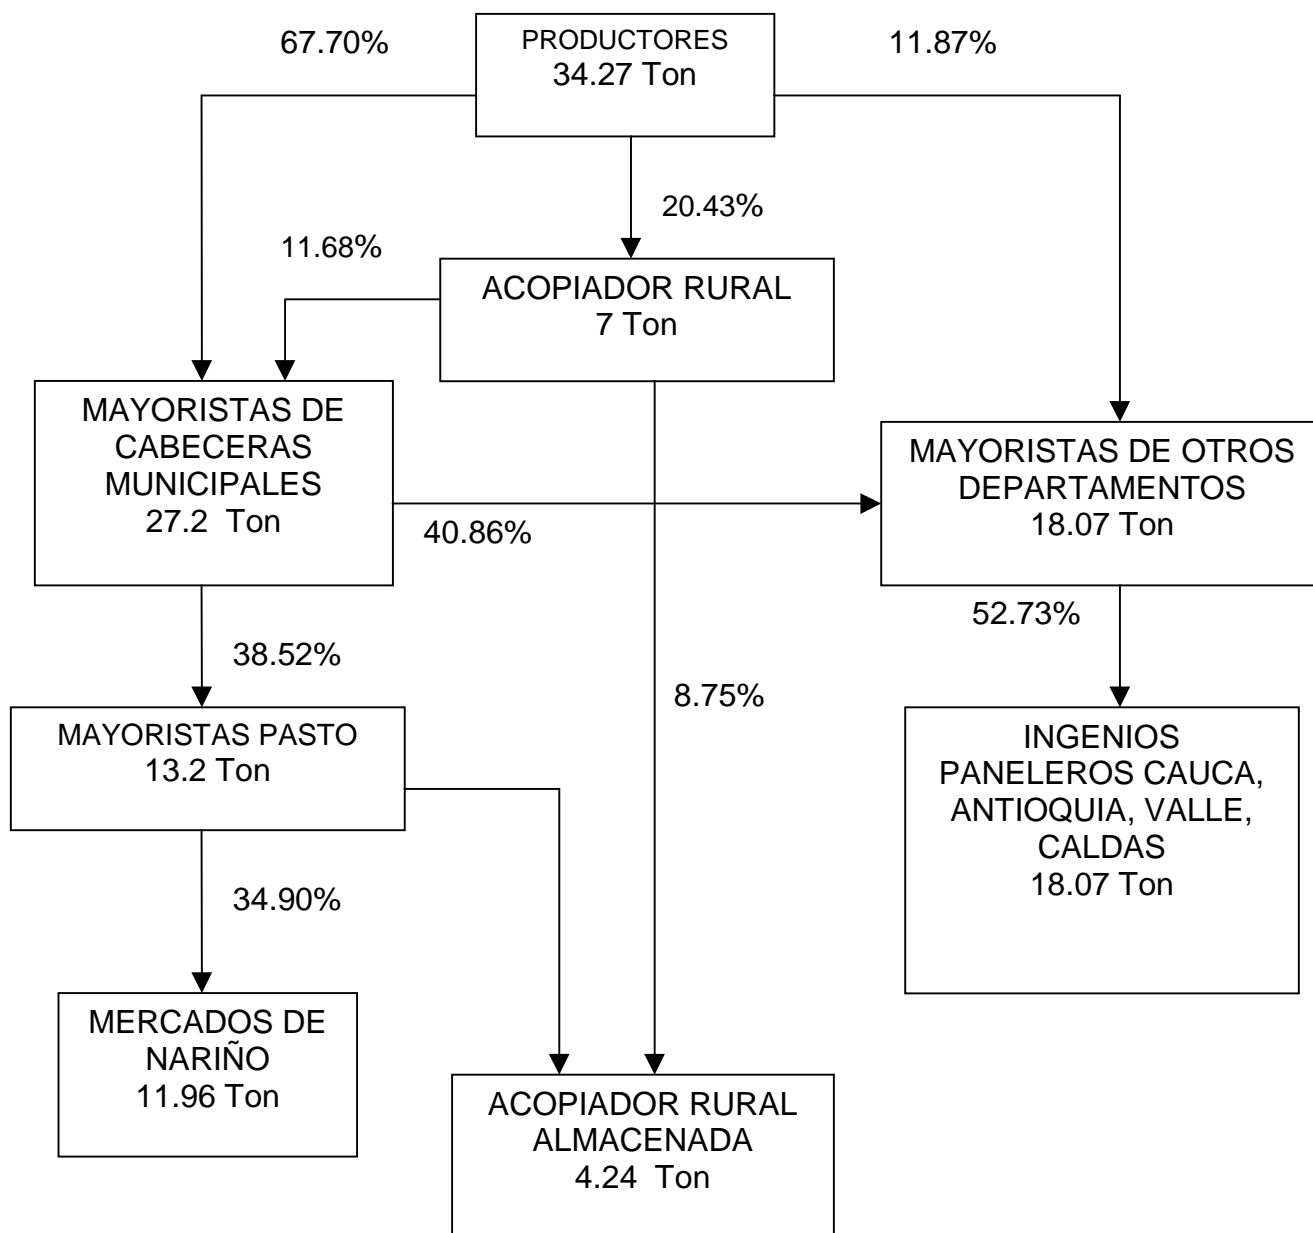 67.70%
PRODUCTORES
34.27 Ton
11.87%
20.43%
11.68%
ACOPIADOR RURAL
7 Ton
MAYORISTAS DE
CABECERAS
MUNICIPALES
27.2 Ton
40.86%
MAYORISTAS DE OTROS
DEPARTAMENTOS
18.07 Ton
52.73%
38.52%
8.75%
MAYORISTAS PASTO
13.2 Ton
INGENIOS
PANELEROS CAUCA,
ANTIOQUIA, VALLE,
CALDAS
18.07 Ton
34.90%
MERCADOS DE
NARIÑO
11.96 Ton
ACOPIADOR RURAL
ALMACENADA
4.24 Ton